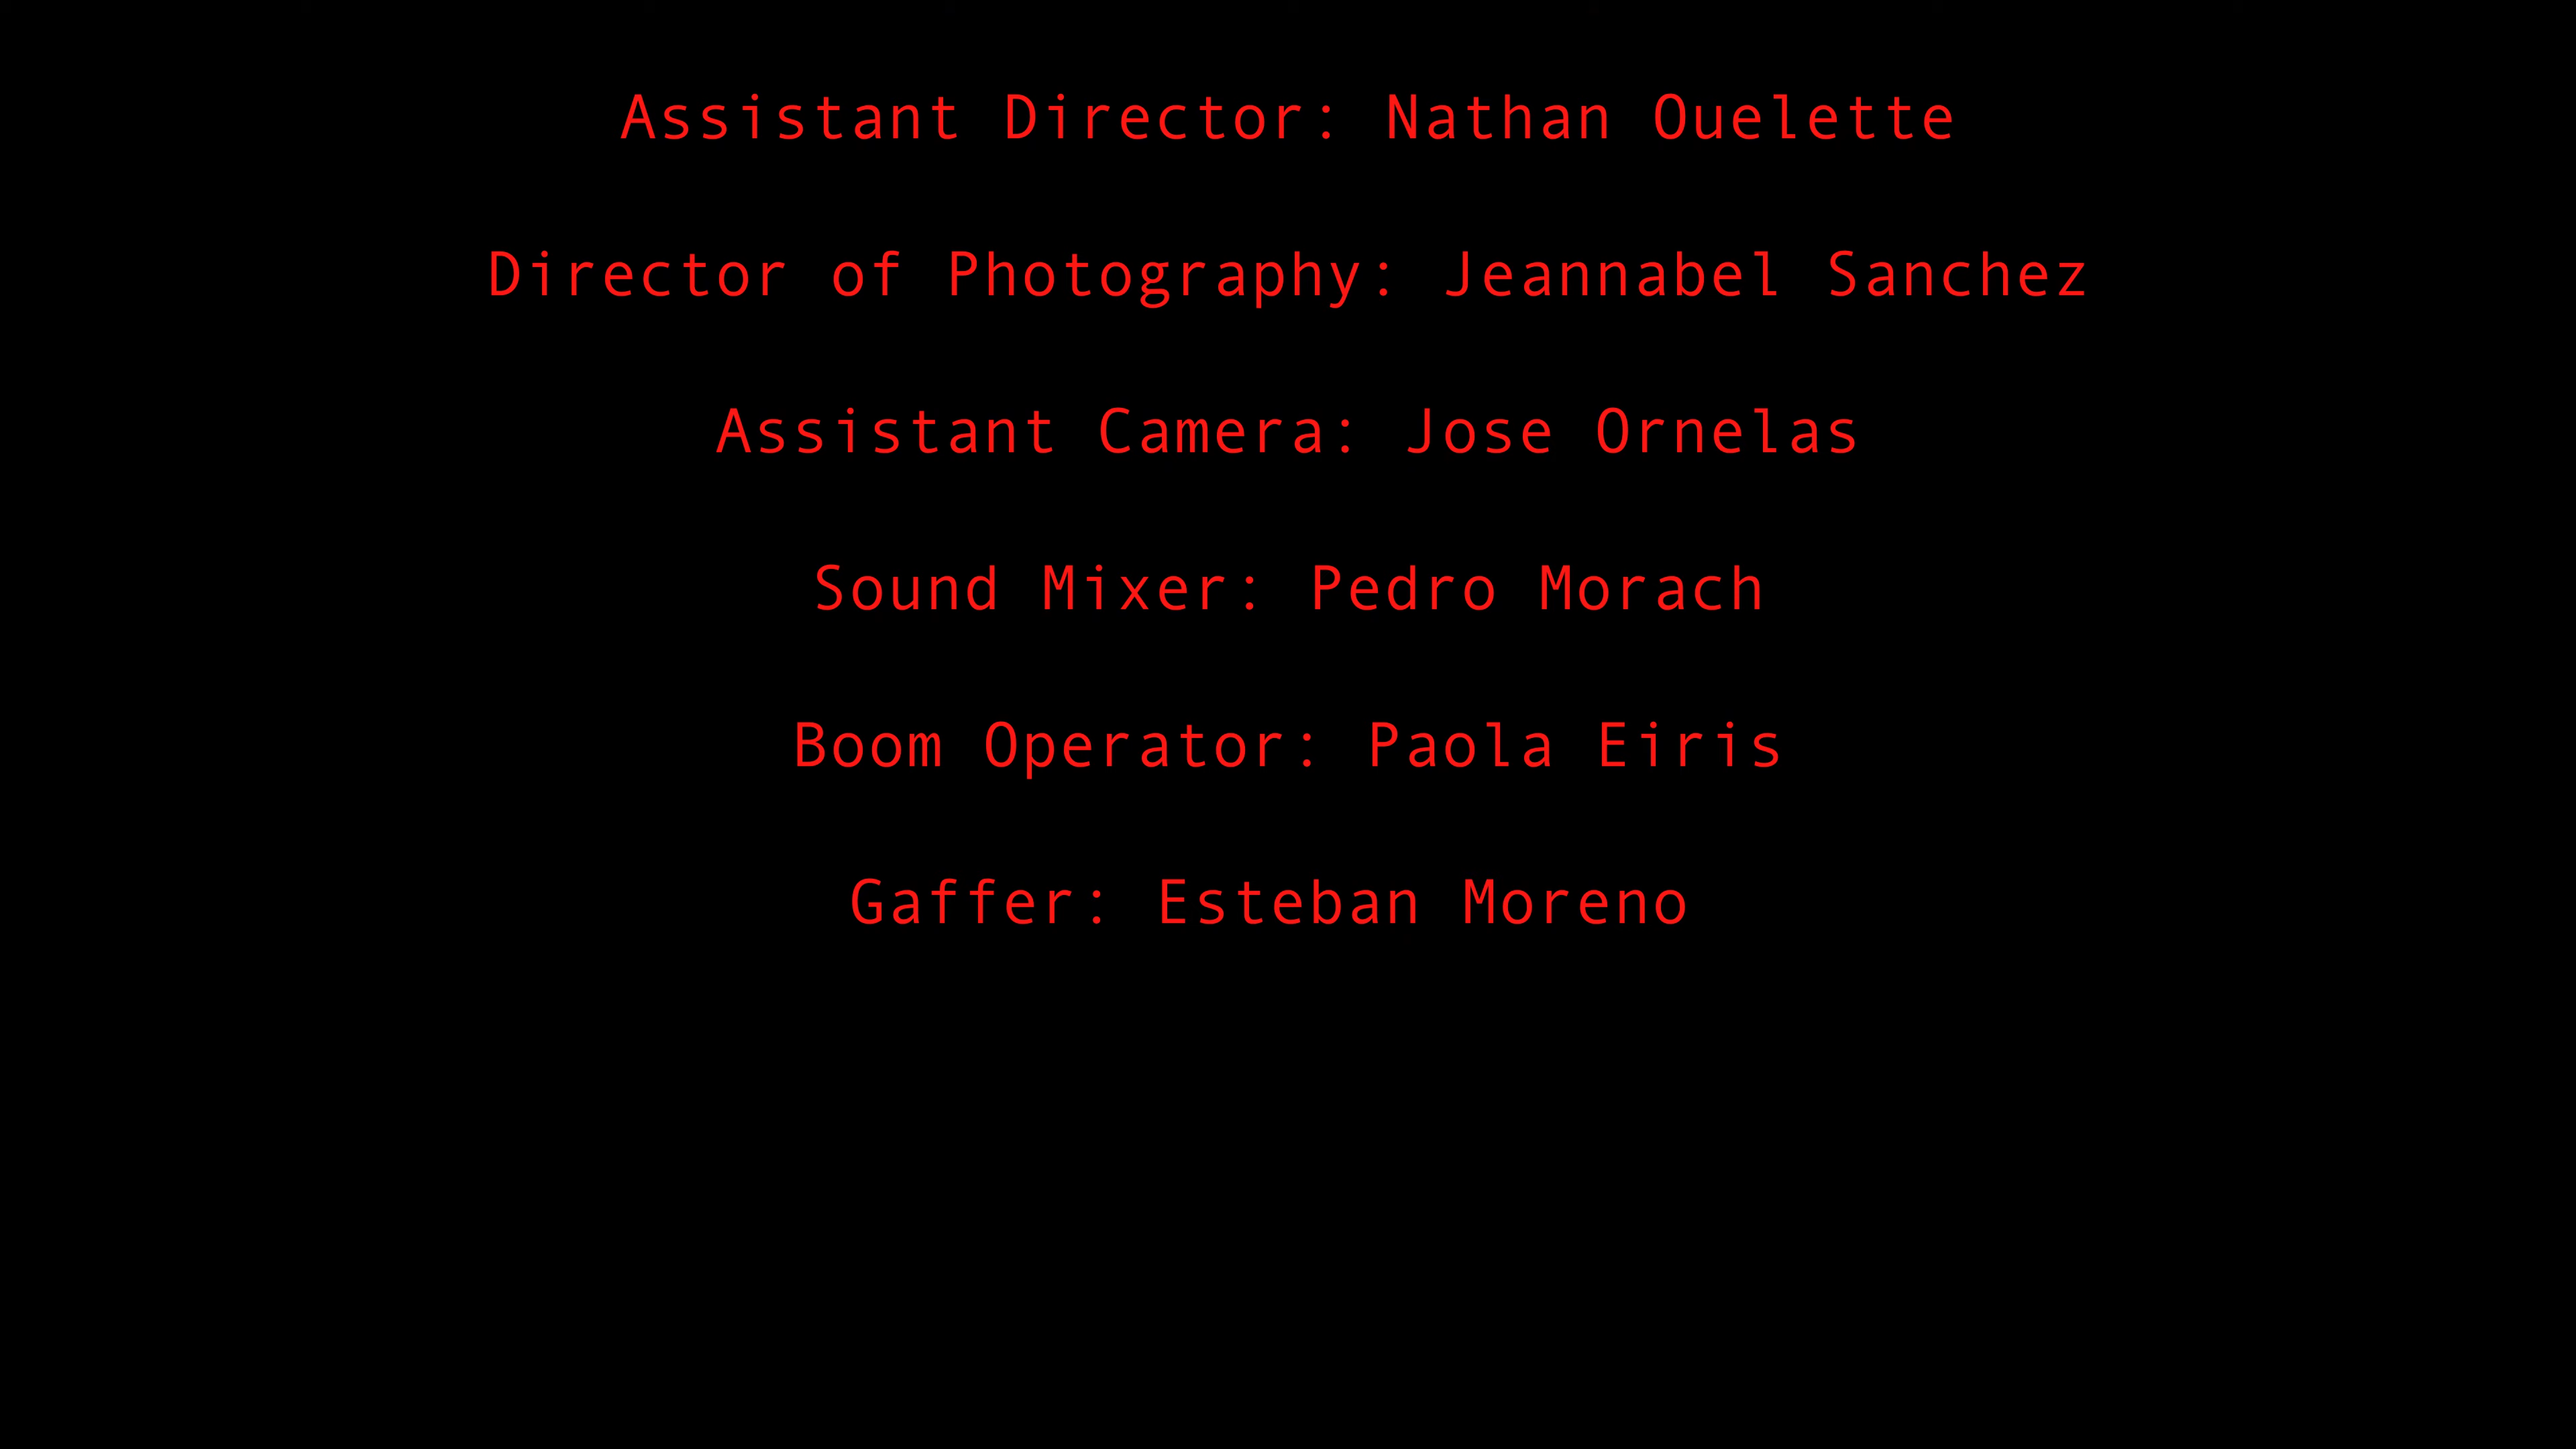 Assistant Director: Nathan Ouelette
Director of Photography: Jeannabel Sanchez
Assistant Camera: Jose Ornelas
Sound Mixer: Pedro Morach
Boom Operator: Paola Eiris
Gaffer: Esteban Moreno